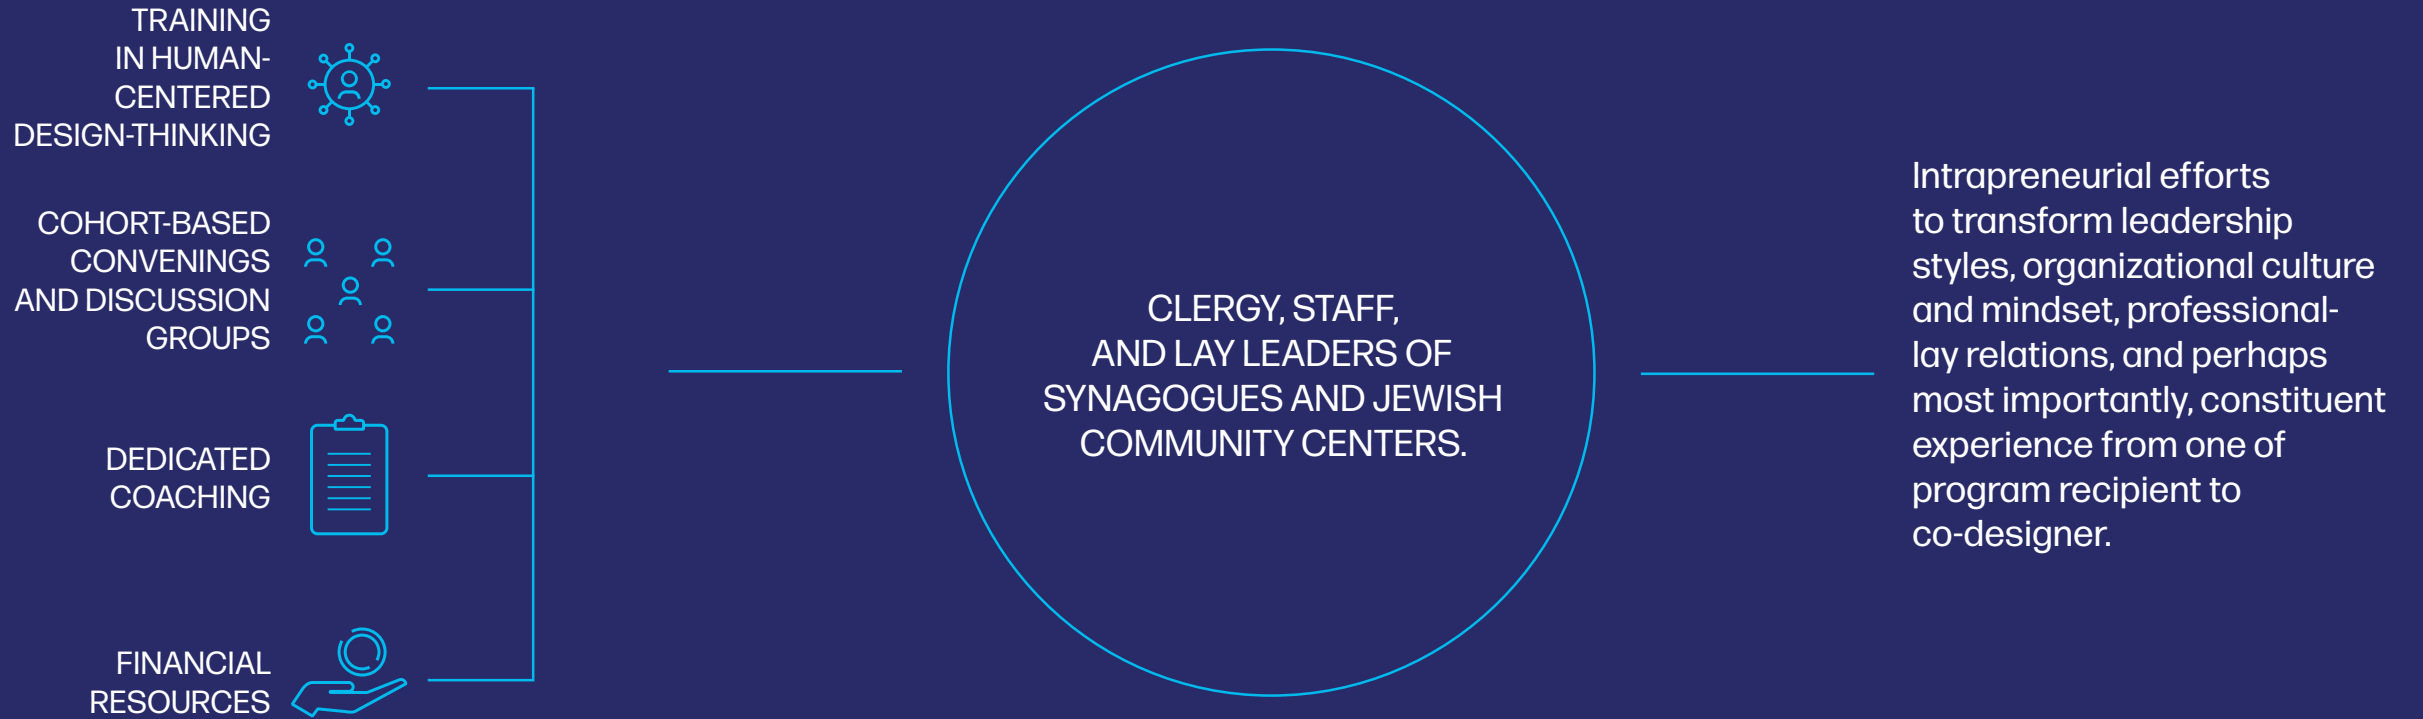 TRAINING
IN HUMAN-
CENTERED
DESIGN-THINKING
COHORT-BASED
CONVENINGS
AND DISCUSSION
GROUPS
DEDICATED
COACHING
FINANCIAL
RESOURCES
CLERGY, STAFF,
AND LAY LEADERS OF
SYNAGOGUES AND JEWISH
COMMUNITY CENTERS.
Intrapreneurial efforts
to transform leadership
styles, organizational culture
and mindset, professional-
lay relations, and perhaps
most importantly, constituent
experience from one of
program recipient to
co-designer.